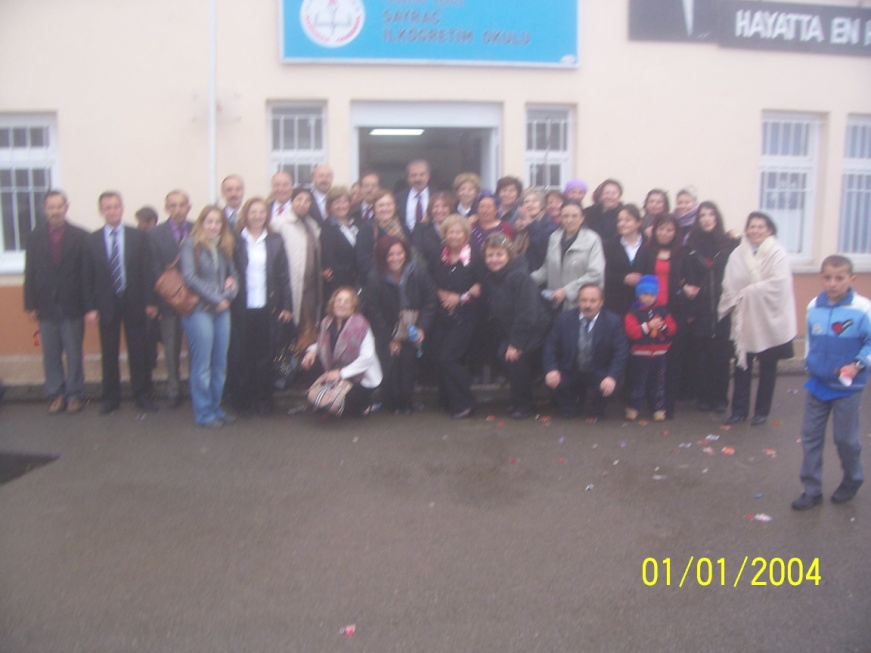 SAYRAÇ
İLKÖĞRETİM OKULU
HAYATTA EN
01/01/2004